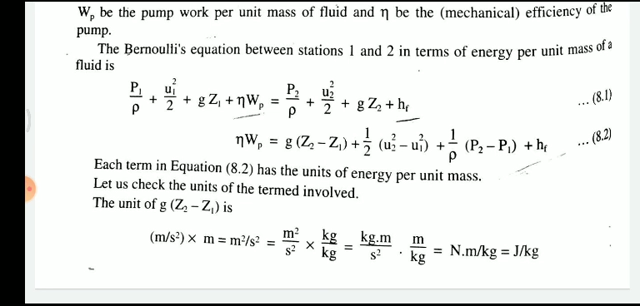 Wₚ be the pump work per unit mass of fluid and η be the (mechanical) efficiency of the
pump.
The Bernoulli's equation between stations 1 and 2 in terms of energy per unit mass of a
fluid is
P₁/ρ + u₁²/2 + g Z₁ + ηWₚ = P₂/ρ + u₂²/2 + g Z₂ + h_f ... (8.1)
ηWₚ = g (Z₂ – Z₁) + 1/2 (u₂² – u₁²) + 1/ρ (P₂ – P₁) + h_f ... (8.2)
Each term in Equation (8.2) has the units of energy per unit mass.
Let us check the units of the termed involved.
The unit of g (Z₂ – Z₁) is
(m/s²) × m = m²/s² = m²/s² × kg/kg = kg.m/s² . m/kg = N.m/kg = J/kg